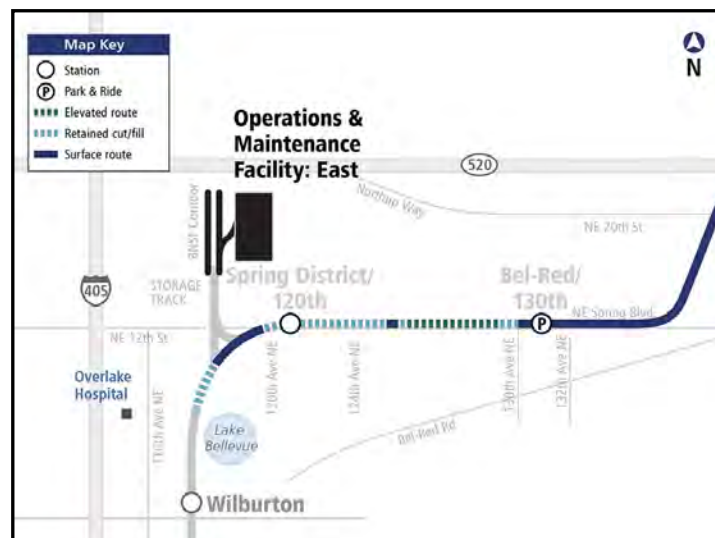 Map Key
Station
P
Park & Ride
Elevated route
Retained cut/fill
Surface route
N
Operations &
Maintenance
Facility: East
520
Northup Way
NE 20th St.
BNSF Corridor
405
STORAGE
TRACK
Spring District/
120th
Bel-Red/
130th
P
NE Spring Blvd.
NE 12th St.
Overlake
Hospital
116th Ave NE
120th Ave NE
124th Ave NE
130th Ave NE
132th Ave NE
Bel-Red Rd
Lake
Bellevue
Wilburton